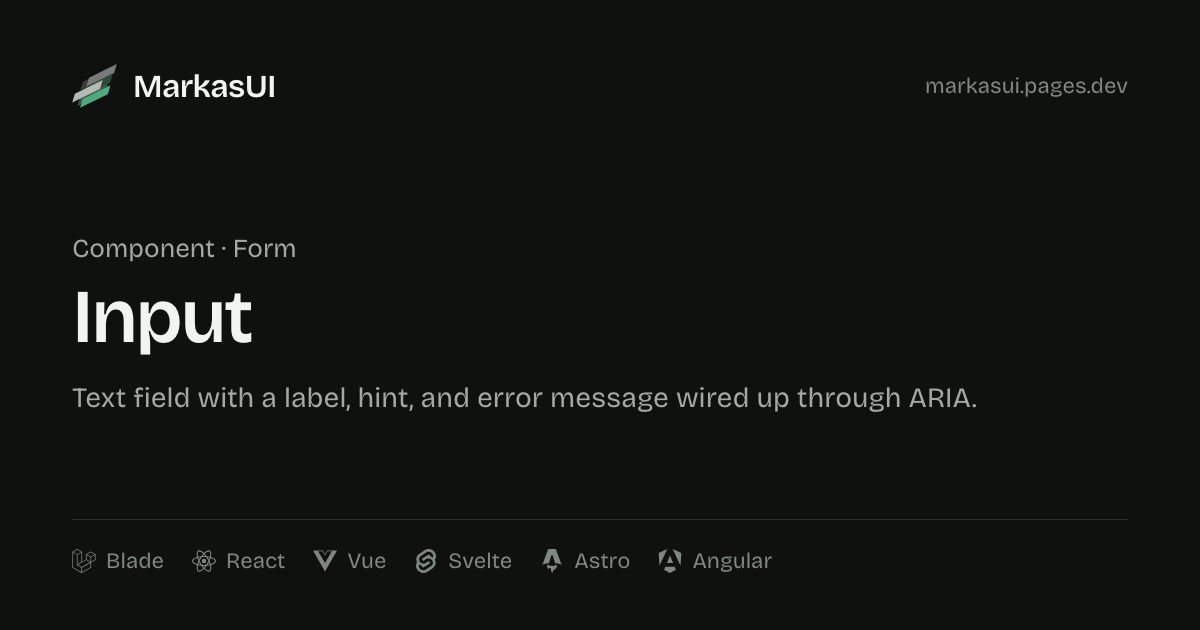 MarkasUI
markasui.pages.dev
Component · Form
Input
Text field with a label, hint, and error message wired up through ARIA.
Blade React Vue Svelte Astro Angular